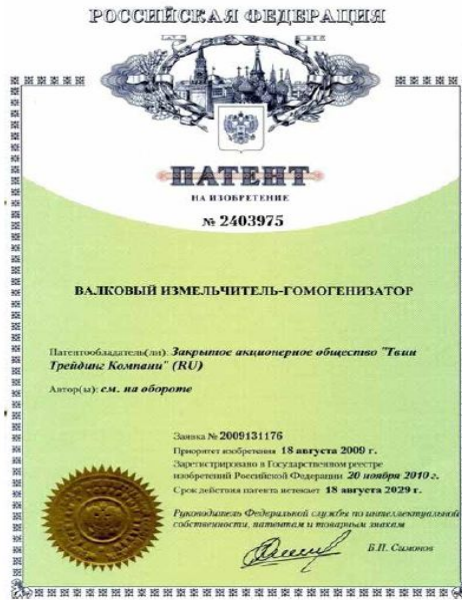 РОССИЙСКАЯ ФЕДЕРАЦИЯ
ПАТЕНТ
НА ИЗОБРЕТЕНИЕ
№ 2403975
ВАЛКОВЫЙ ИЗМЕЛЬЧИТЕЛЬ-ГОМОГЕНИЗАТОР
Патентообладатель(ли): Закрытое акционерное общество "Твин
Трейдинг Компани" (RU)
Автор(ы): см. на обороте
Заявка № 2009131176
Приоритет изобретения 18 августа 2009 г.
Зарегистрировано в Государственном реестре
изобретений Российской Федерации 20 ноября 2010 г.
Срок действия патента истекает 18 августа 2029 г.
Руководитель Федеральной службы по интеллектуальной
собственности, патентам и товарным знакам
Б.П. Симонов